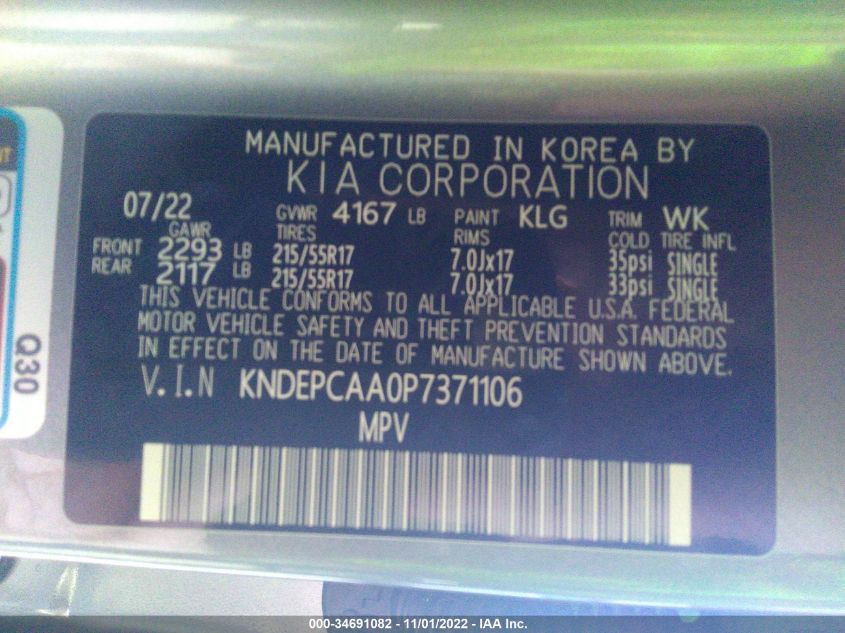 MANUFACTURED IN KOREA BY
KIA CORPORATION
07/22 GVWR 4167 LB PAINT KLG TRIM WK
GAWR TIRES RIMS COLD TIRE INFL
FRONT 2293 LB 215/55R17 7.0Jx17 35psi SINGLE
REAR 2117 LB 215/55R17 7.0Jx17 33psi SINGLE
THIS VEHICLE CONFORMS TO ALL APPLICABLE U.S.A. FEDERAL
MOTOR VEHICLE SAFETY AND THEFT PREVENTION STANDARDS
IN EFFECT ON THE DATE OF MANUFACTURE SHOWN ABOVE.
V.I.N KNDEPCAA0P7371106
MPV
Q30
000-34691082 - 11/01/2022 - IAA Inc.